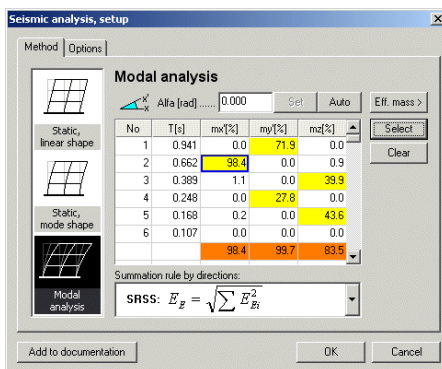 Seismic analysis, setup
Method Options
Modal analysis
x'
x
Alfa [rad] ...... 0.000 Set Auto Eff. mass >
No T[s] mx'[%] my'[%] mz[%]
1 0.941 0.0 71.9 0.0
2 0.662 98.4 0.0 0.9
3 0.389 1.1 0.0 39.9
4 0.248 0.0 27.8 0.0
5 0.168 0.2 0.0 43.6
6 0.107 0.0 0.0 0.0
98.4 99.7 83.5
Select
Clear
Static,
linear shape
Static,
mode shape
Modal
analysis
Summation rule by directions:
SRSS: E_E = √∑ E_Ei^2
Add to documentation OK Cancel